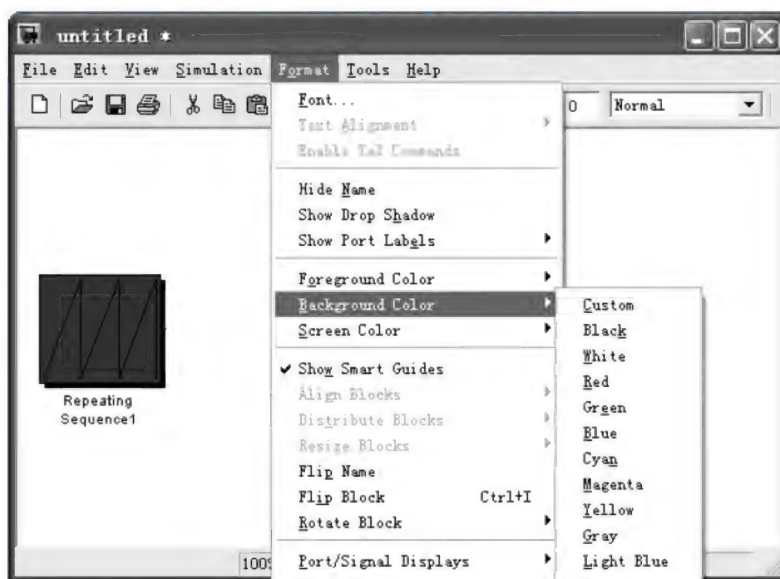 untitled *
File Edit View Simulation Format Tools Help
0 Normal
Font...
Text Alignment
Enable TeX Commands
Hide Name
Show Drop Shadow
Show Port Labels
Foreground Color
Background Color
Screen Color
Show Smart Guides
Align Blocks
Distribute Blocks
Resize Blocks
Flip Name
Flip Block Ctrl+I
Rotate Block
Port/Signal Displays
Custom
Black
White
Red
Green
Blue
Cyan
Magenta
Yellow
Gray
Light Blue
Repeating
Sequence1
100%